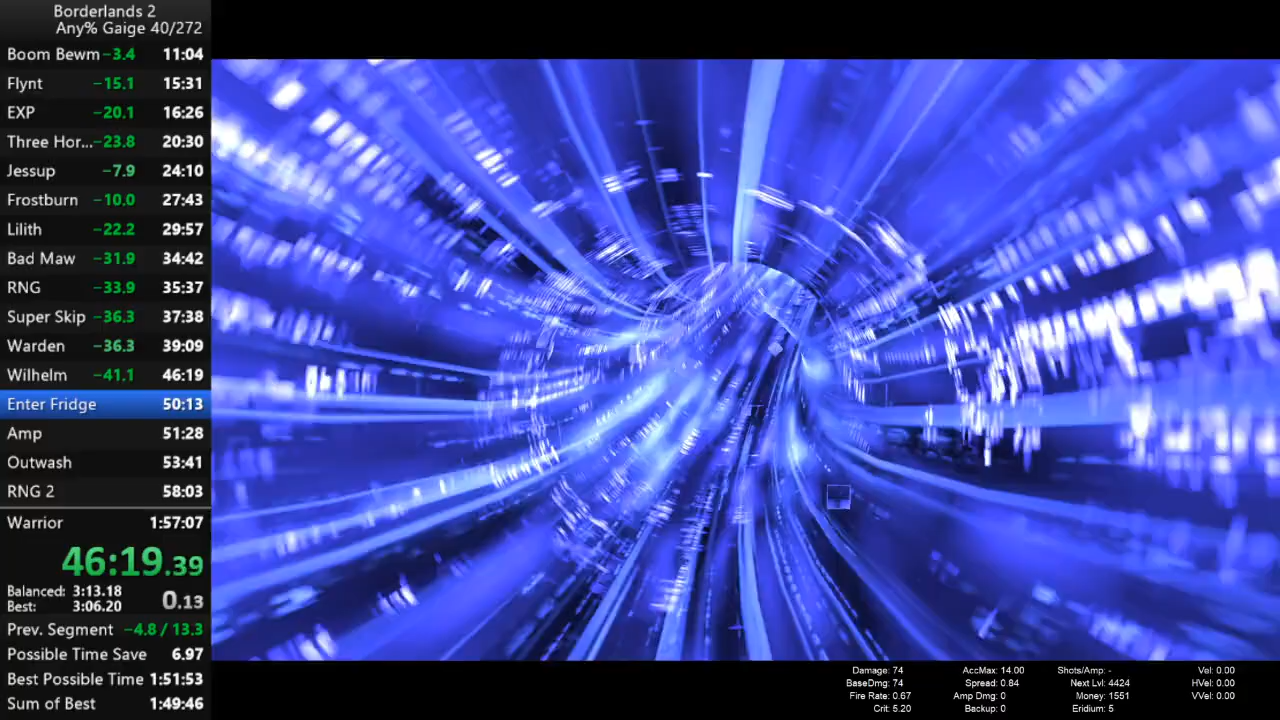 Borderlands 2
Any% Gaige 40/272
Boom Bewm -3.4 11:04
Flynt -15.1 15:31
EXP -20.1 16:26
Three Hor... -23.8 20:30
Jessup -7.9 24:10
Frostburn -10.0 27:43
Lilith -22.2 29:57
Bad Maw -31.9 34:42
RNG -33.9 35:37
Super Skip -36.3 37:38
Warden -36.3 39:09
Wilhelm -41.1 46:19
Enter Fridge 50:13
Amp 51:28
Outwash 53:41
RNG 2 58:03
Warrior 1:57:07
46:19.39
Balanced: 3:13.18
Best: 3:06.20 0.13
Prev. Segment -4.8 / 13.3
Possible Time Save 6.97
Best Possible Time 1:51:53
Sum of Best 1:49:46
Damage: 74 AccMax: 14.00 Shots/Amp: - Vel: 0.00
BaseDmg: 74 Spread: 0.84 Next Lvl: 4424 HVel: 0.00
Fire Rate: 0.67 Amp Dmg: 0 Money: 1551 VVel: 0.00
Crit: 5.20 Backup: 0 Eridium: 5